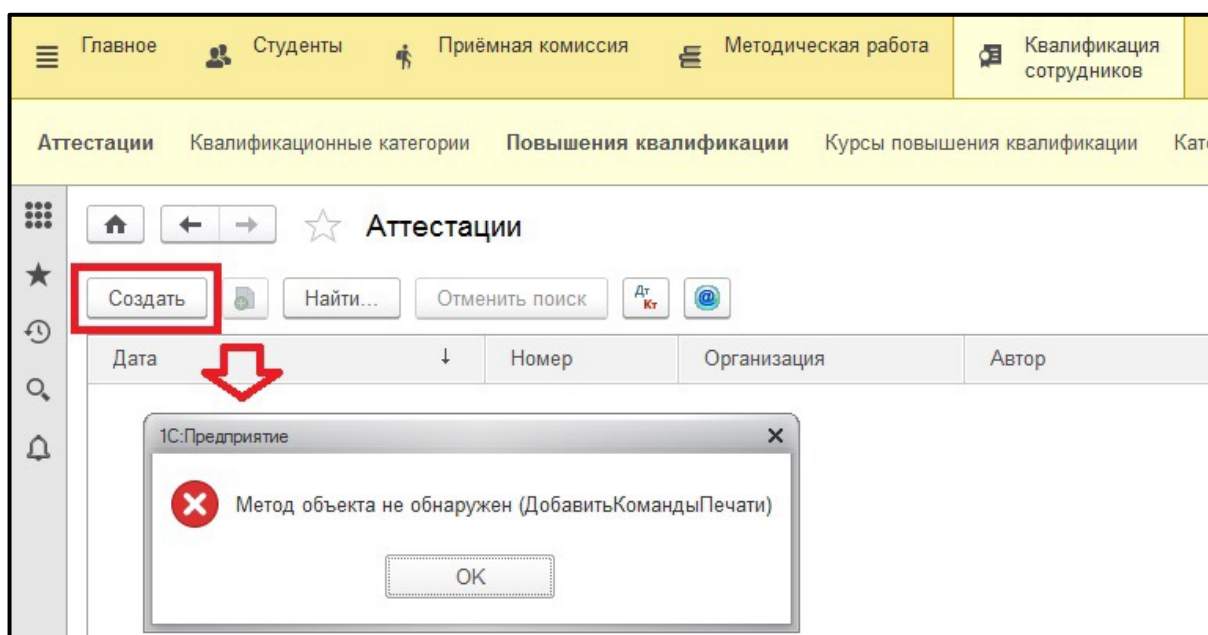 Главное Студенты Приёмная комиссия Методическая работа Квалификация
сотрудников
Аттестации Квалификационные категории Повышения квалификации Курсы повышения квалификации Кат
Аттестации
Создать Найти... Отменить поиск Дт
Кт
Дата ↓ Номер Организация Автор
1С:Предприятие
Метод объекта не обнаружен (ДобавитьКомандыПечати)
OK